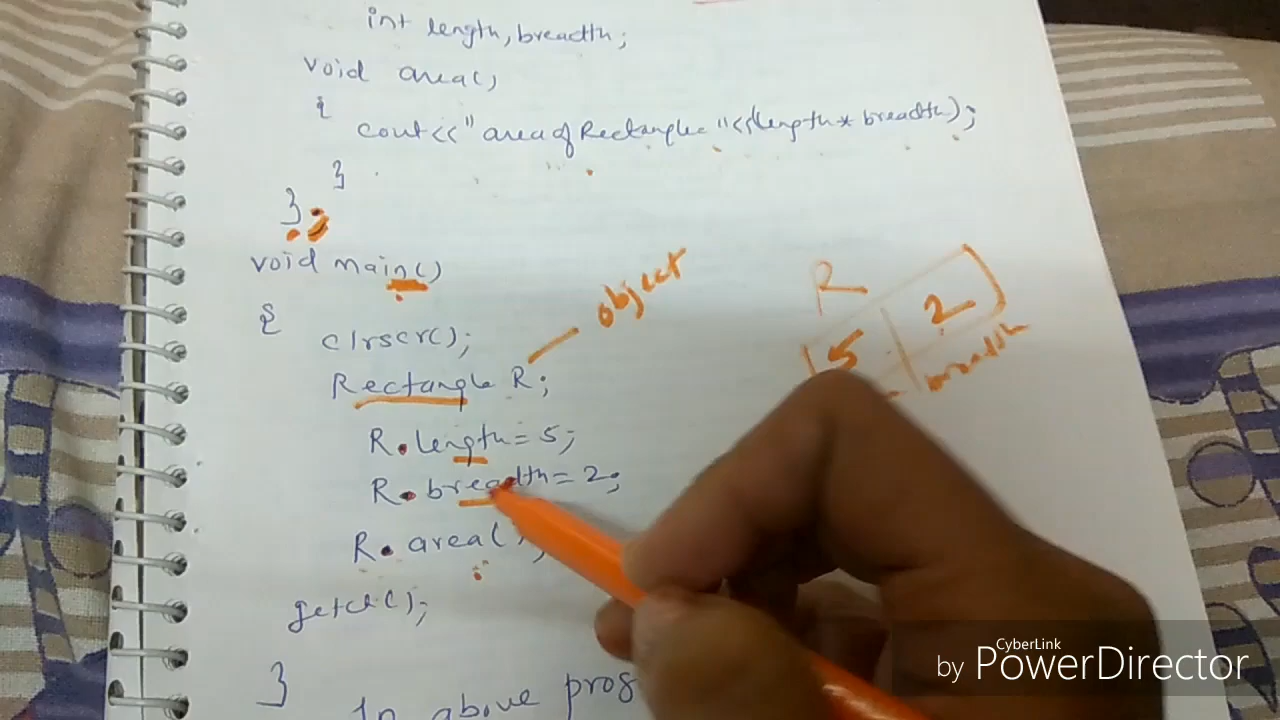 int length, breadth;
void area()
{
cout<<"area of Rectangle "<<(length * breadth);
}
};
void main()
{
clrscr();
object
Rectangle R;
R
5 2
breadth
R.length = 5;
R.breadth = 2;
R.area(
getch();
}
In above prog
CyberLink
by PowerDirector